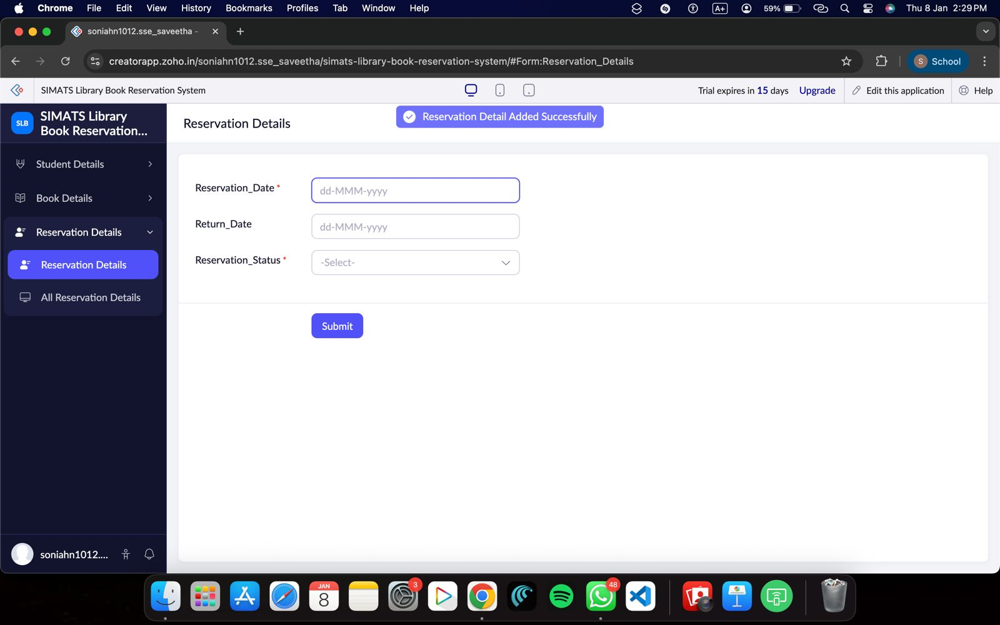 Chrome File Edit View History Bookmarks Profiles Tab Window Help A+ 59% Thu 8 Jan 2:29 PM
soniahn1012.sse_saveetha -
creatorapp.zoho.in/soniahn1012.sse_saveetha/simats-library-book-reservation-system/#Form:Reservation_Details S School
SIMATS Library Book Reservation System Trial expires in 15 days Upgrade Edit this application Help
SLB SIMATS Library
Book Reservation...
Reservation Details
Reservation Detail Added Successfully
Student Details
Book Details
Reservation Details
Reservation Details
All Reservation Details
Reservation_Date * dd-MMM-yyyy
Return_Date dd-MMM-yyyy
Reservation_Status * -Select-
Submit
soniahn1012....
JAN
8
3
48